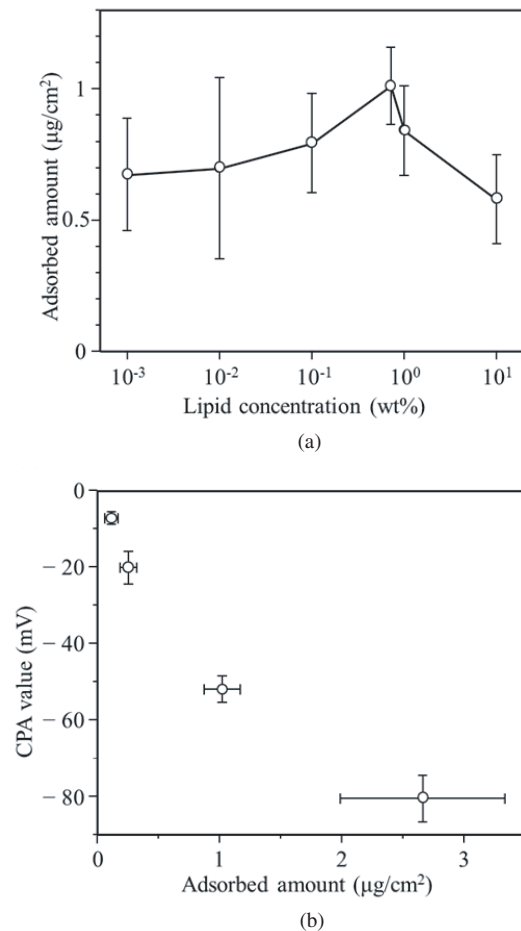 1
0.5
0
Adsorbed amount (μg/cm²)
10⁻³ 10⁻² 10⁻¹ 10⁰ 10¹
Lipid concentration (wt%)
(a)
0
− 20
− 40
− 60
− 80
CPA value (mV)
0 1 2 3
Adsorbed amount (μg/cm²)
(b)